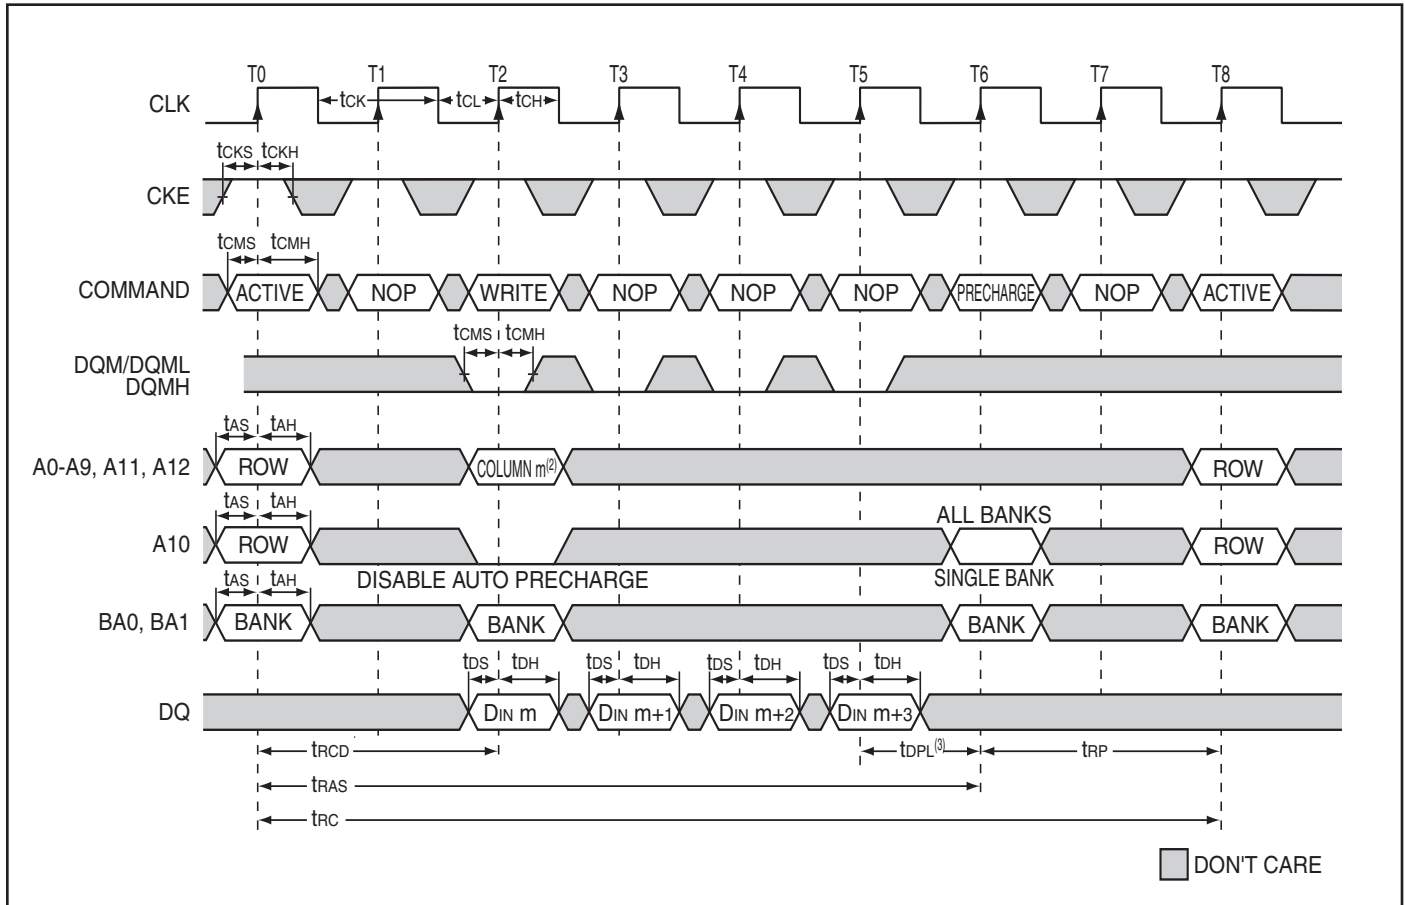 T0 T1 T2 T3 T4 T5 T6 T7 T8
CLK tCK tCL tCH
tCKS tCKH
CKE
tCMS tCMH
COMMAND ACTIVE NOP WRITE NOP NOP NOP PRECHARGE NOP ACTIVE
tCMS tCMH
DQM/DQML
DQMH
tAS tAH
A0-A9, A11, A12 ROW COLUMN m(2) ROW
tAS tAH
ALL BANKS
A10 ROW ROW
tAS tAH DISABLE AUTO PRECHARGE SINGLE BANK
BA0, BA1 BANK BANK BANK BANK
tDS tDH tDS tDH tDS tDH tDS tDH
DQ DIN m DIN m+1 DIN m+2 DIN m+3
tRCD tDPL(3) tRP
tRAS
tRC
DON'T CARE